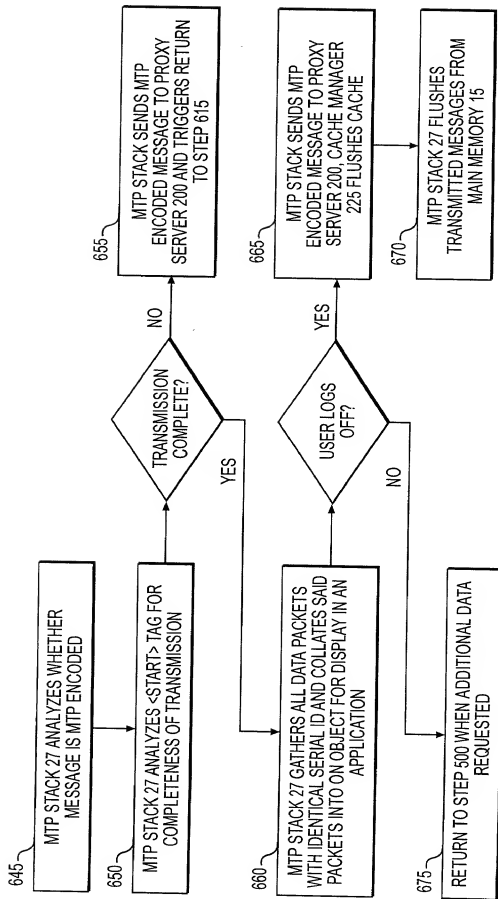 645
MTP STACK 27 ANALYZES WHETHER
MESSAGE IS MTP ENCODED
650
MTP STACK 27 ANALYZES <START> TAG FOR
COMPLETENESS OF TRANSMISSION
TRANSMISSION
COMPLETE?
NO
655
MTP STACK SENDS MTP
ENCODED MESSAGE TO PROXY
SERVER 200 AND TRIGGERS RETURN
TO STEP 615
YES
660
MTP STACK 27 GATHERS ALL DATA PACKETS
WITH IDENTICAL SERIAL ID AND COLLATES SAID
PACKETS INTO ON OBJECT FOR DISPLAY IN AN
APPLICATION
USER LOGS
OFF?
YES
665
MTP STACK SENDS MTP
ENCODED MESSAGE TO PROXY
SERVER 200, CACHE MANAGER
225 FLUSHES CACHE
670
MTP STACK 27 FLUSHES
TRANSMITTED MESSAGES FROM
MAIN MEMORY 15
NO
675
RETURN TO STEP 500 WHEN ADDITIONAL DATA
REQUESTED